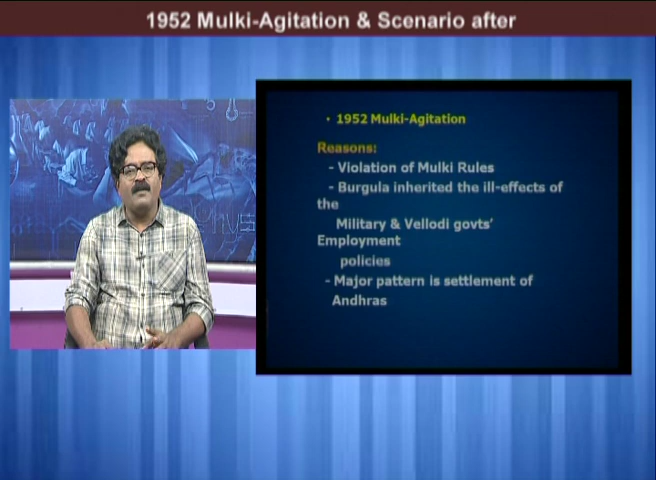 1952 Mulki-Agitation & Scenario after
• 1952 Mulki-Agitation
Reasons:
- Violation of Mulki Rules
- Burgula inherited the ill-effects of
the
Military & Vellodi govts'
Employment
policies
- Major pattern is settlement of
Andhras